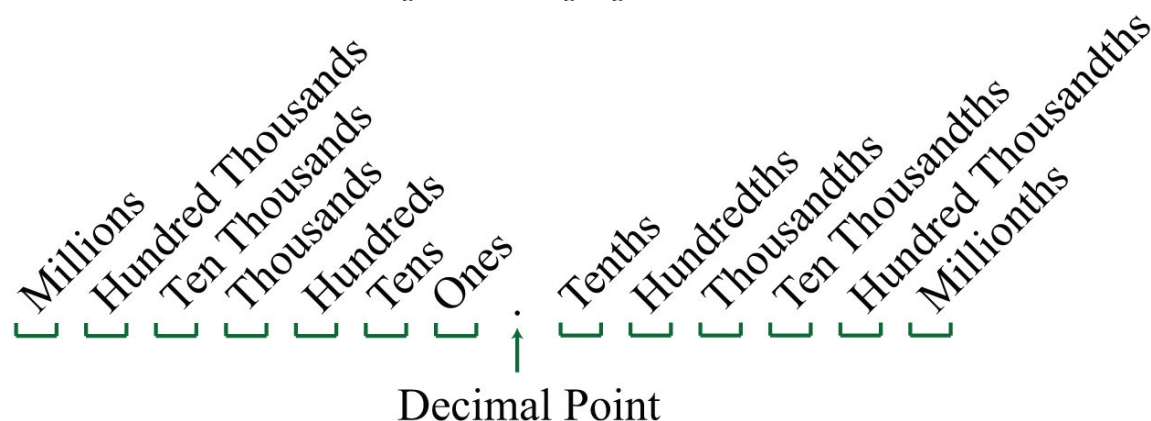 Millions
Hundred Thousands
Ten Thousands
Thousands
Hundreds
Tens
Ones
.
Tenths
Hundredths
Thousandths
Ten Thousandths
Hundred Thousandths
Millionths
Decimal Point